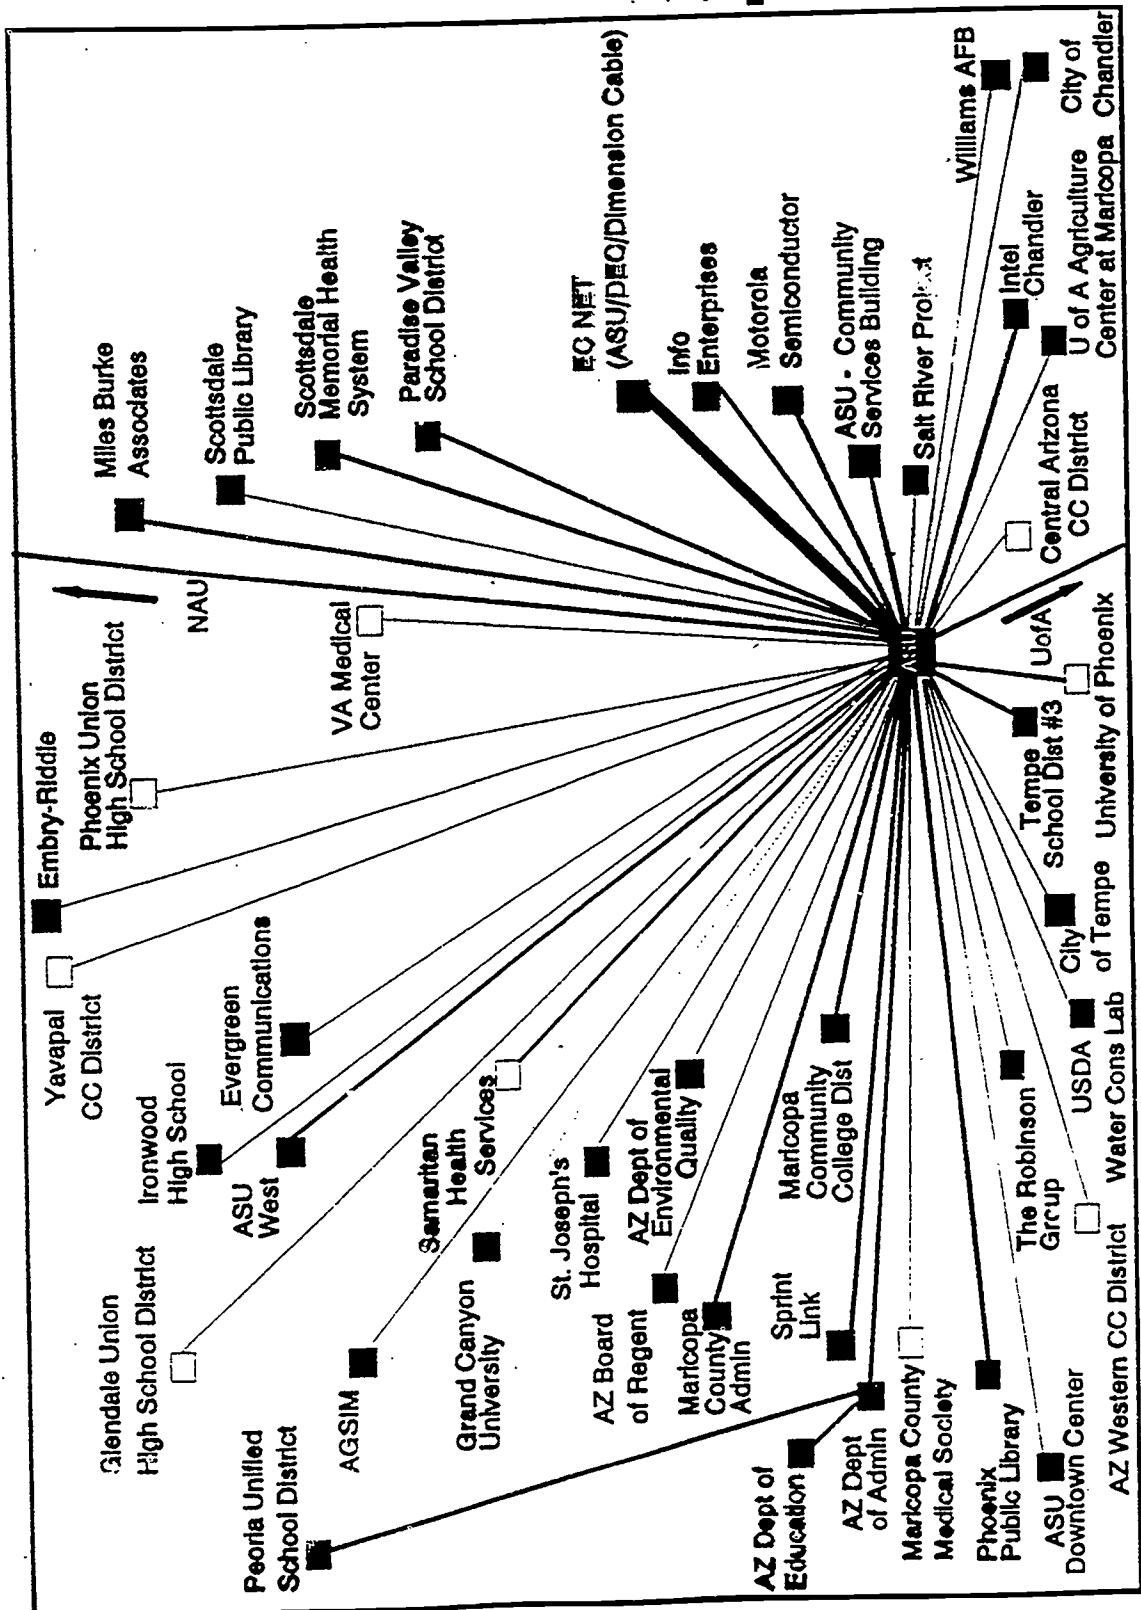 Embry-Riddle
Yavapai
CC District
Phoenix Union
High School District
NAU
Miles Burke
Associates
Scottsdale
Public Library
Scottsdale
Memorial Health
System
Paradise Valley
School District
EC NET
(ASU/DEC/Dimension Cable)
Info
Enterprises
Motorola
Semiconductor
ASU - Community
Services Building
Salt River
Williams AFB
City of
Chandler
Intel
Chandler
U of A Agriculture
Center at Maricopa
Central Arizona
CC District
UofA
University of Phoenix
Tempe
School Dist #3
City
of Tempe
USDA
Water Cons Lab
The Robinson
Group
AZ Western CC District
ASU
Downtown Center
Phoenix
Public Library
Maricopa County
Medical Society
AZ Dept
of Admin
AZ Dept of
Education
Sprint
Link
Maricopa
Community
College Dist
Maricopa
County
Admin
AZ Board
of Regent
AZ Dept of
Environmental
Quality
St. Joseph's
Hospital
Grand Canyon
University
Samaritan
Health
Services
AGSIM
Peoria Unified
School District
Glendale Union
High School District
ASU
West
Ironwood
High School
Evergreen
Communications
VA Medical
Center